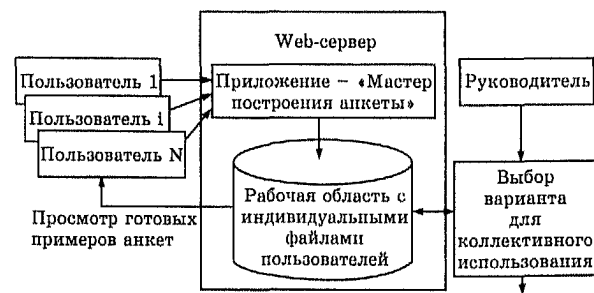 Web-сервер
Пользователь 1
Пользователь i
Пользователь N
Приложение – «Мастер
построения анкеты»
Руководитель
Просмотр готовых
примеров анкет
Рабочая область с
индивидуальными
файлами
пользователей
Выбор
варианта
для
коллективного
использования